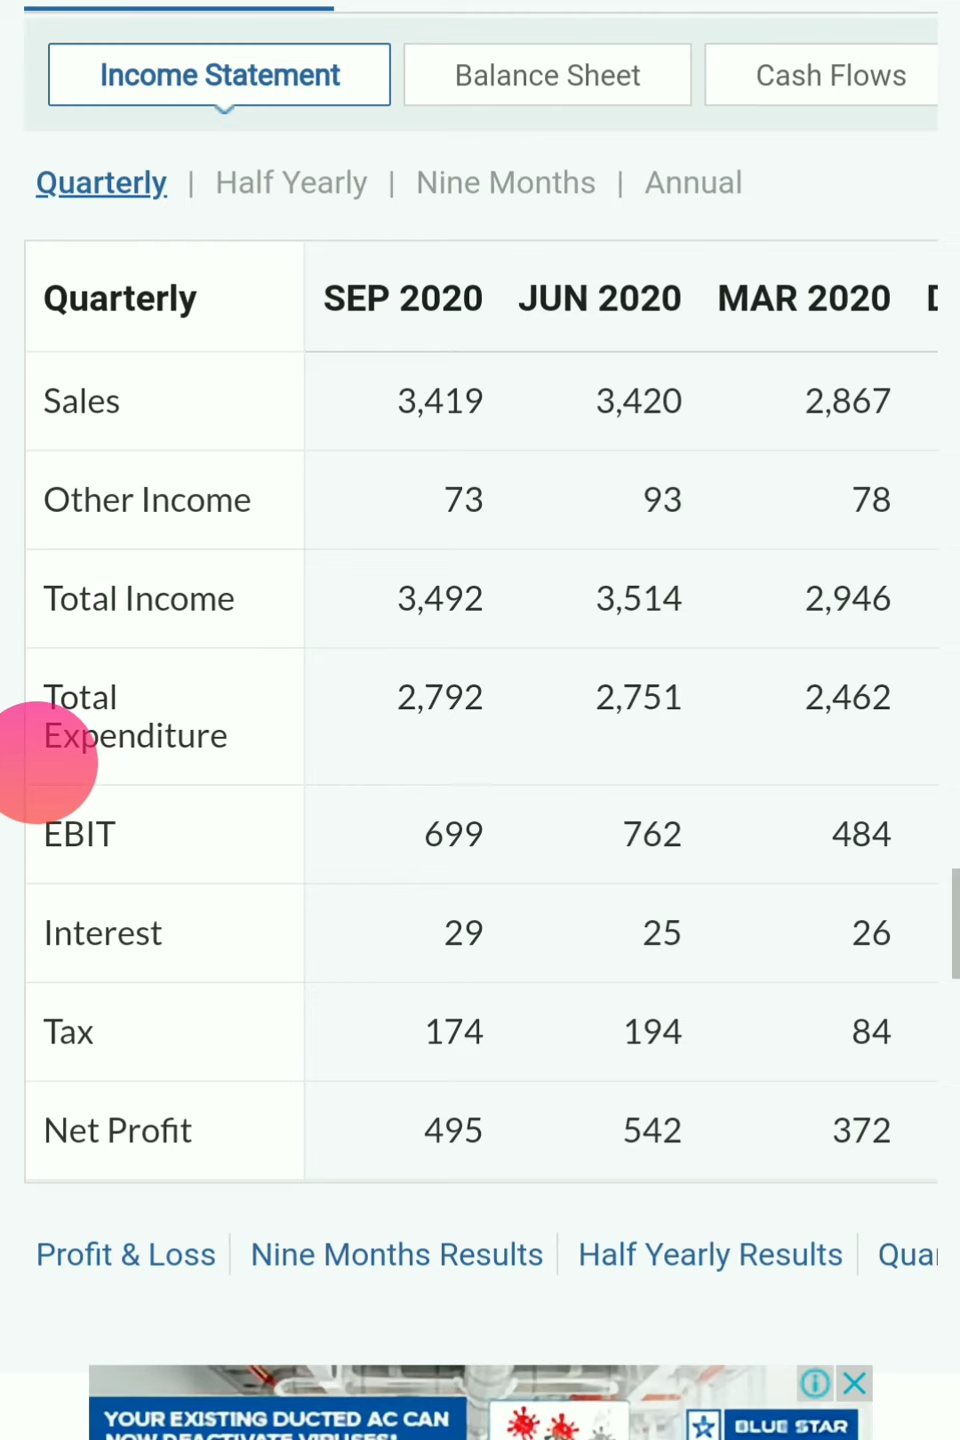 Income Statement Balance Sheet Cash Flows
Quarterly | Half Yearly | Nine Months | Annual
Quarterly SEP 2020 JUN 2020 MAR 2020
Sales 3,419 3,420 2,867
Other Income 73 93 78
Total Income 3,492 3,514 2,946
Total 2,792 2,751 2,462
Expenditure
EBIT 699 762 484
Interest 29 25 26
Tax 174 194 84
Net Profit 495 542 372
Profit & Loss Nine Months Results Half Yearly Results
YOUR EXISTING DUCTED AC CAN
NOW DEACTIVATE VIRUSES!
BLUE STAR